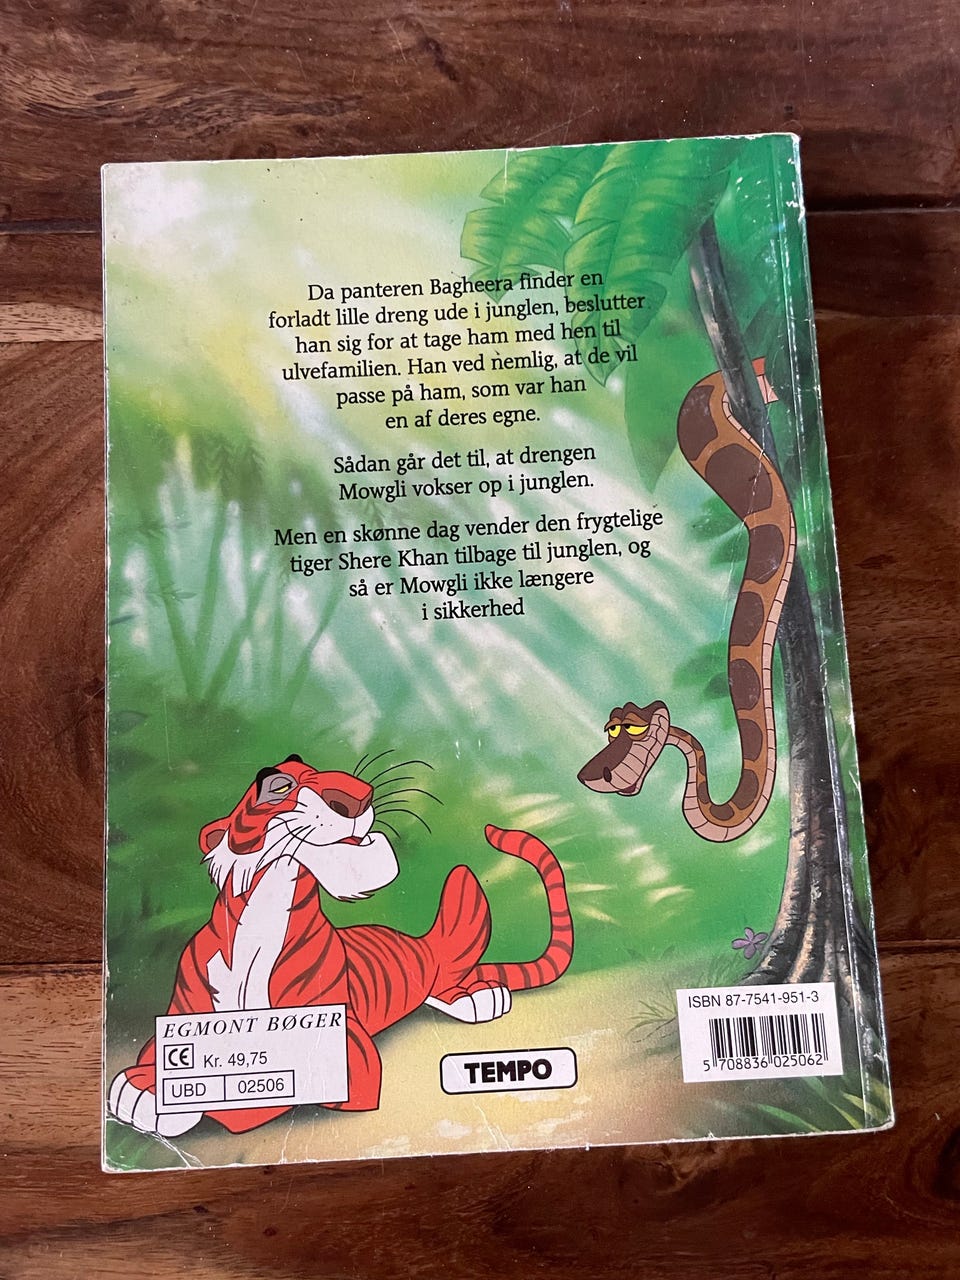 Da panteren Bagheera finder en
forladt lille dreng ude i junglen, beslutter
han sig for at tage ham med hen til
ulvefamilien. Han ved nemlig, at de vil
passe på ham, som var han
en af deres egne.
Sådan går det til, at drengen
Mowgli vokser op i junglen.
Men en skønne dag vender den frygtelige
tiger Shere Khan tilbage til junglen, og
så er Mowgli ikke længere
i sikkerhed
EGMONT BØGER
CE Kr. 49,75
UBD 02506
TEMPO
ISBN 87-7541-951-3
5 708836 025062